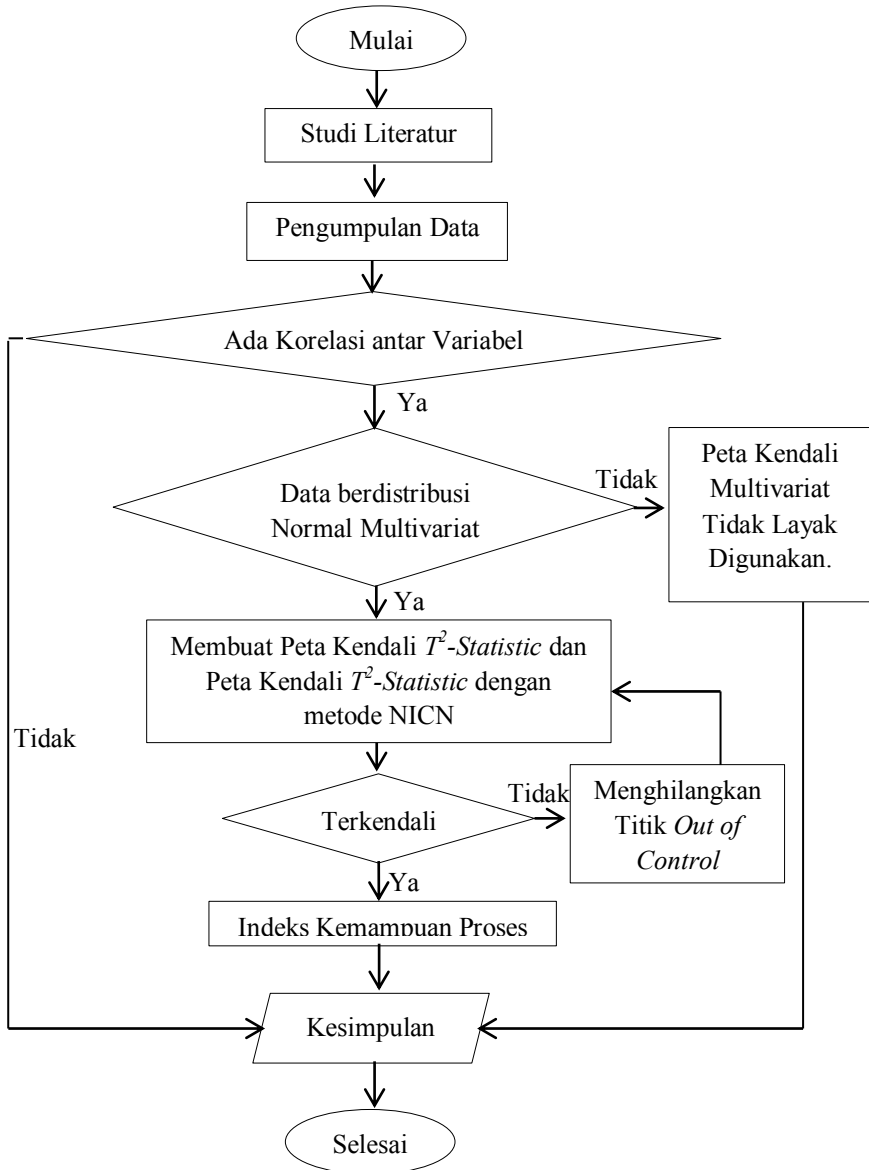 Mulai
Studi Literatur
Pengumpulan Data
Ada Korelasi antar Variabel
Ya
Data berdistribusi
Normal Multivariat
Tidak
Peta Kendali
Multivariat
Tidak Layak
Digunakan.
Ya
Membuat Peta Kendali T²-Statistic dan
Peta Kendali T²-Statistic dengan
metode NICN
Tidak
Terkendali
Tidak
Menghilangkan
Titik Out of
Control
Ya
Indeks Kemampuan Proses
Kesimpulan
Selesai